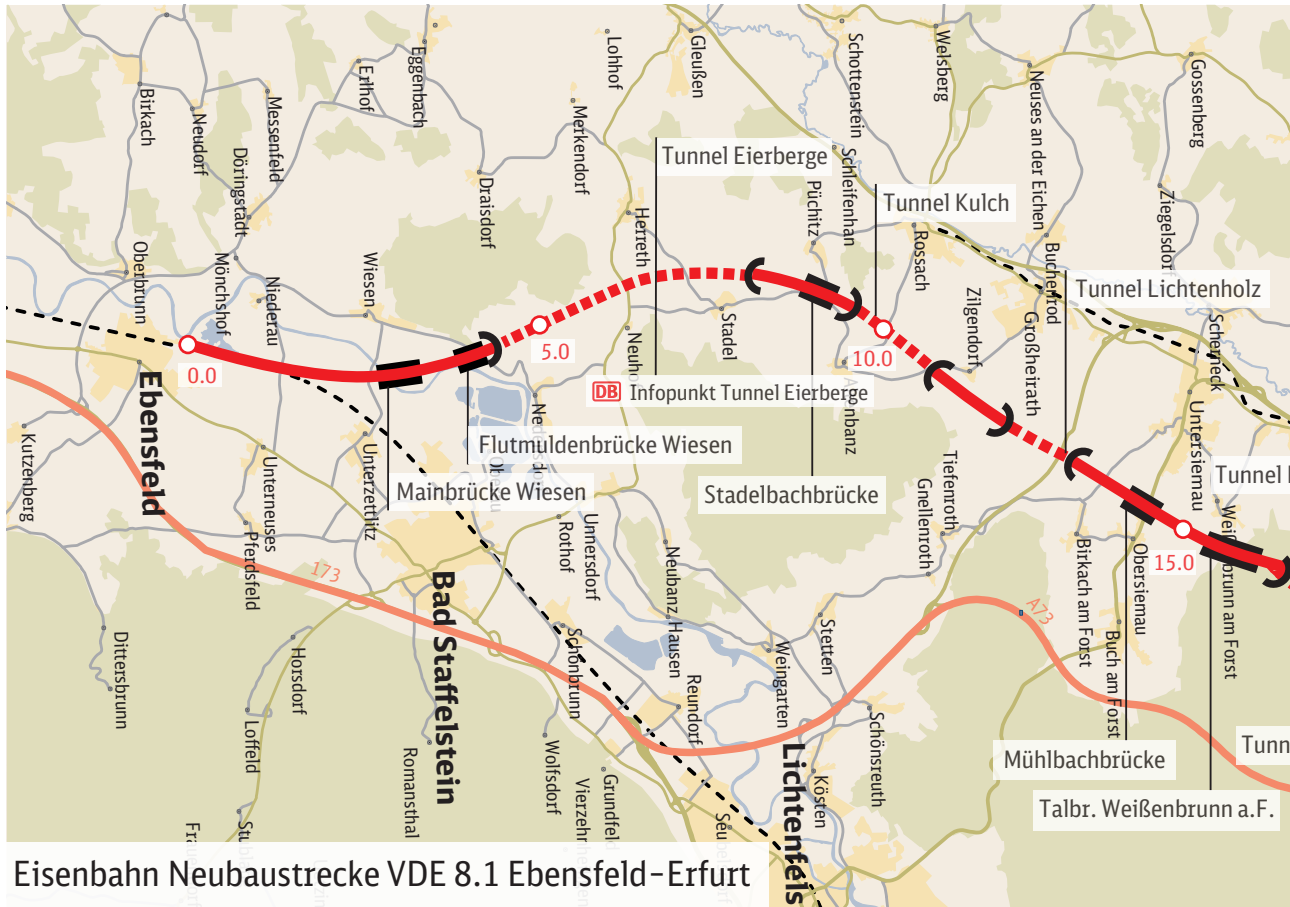 Birkach
Neudorf
Messenfeld
Döringstadt
Erlhof
Eggenbach
Draisdorf
Lohhof
Merkendorf
Gleußen
Schottenstein
Schleifenhan
Welsberg
Neuses an der Eichen
Gossenberg
Ziegelsdorf
Tunnel Eierberge
Tunnel Kulch
Tunnel Lichtenholz
Oberbrunn
Mönchshof
Niederau
Wiesen
Herreth
Püchitz
Rossach
Buchenrod
Zilgendorf
Großheirath
Scherneck
Stadel
Neuhof
0.0
5.0
10.0
15.0
DB Infopunkt Tunnel Eierberge
Ebensfeld
Kutzenberg
Unterneuses
Pferdsfeld
Unterzettlitz
Flutmuldenbrücke Wiesen
Mainbrücke Wiesen
Stadelbachbrücke
Tiefenroth
Gnellenroth
Untersiemau
Tunnel
Birkach am Forst
Obersiemau
Buch am Forst
173
A73
Bad Staffelstein
Rothof
Unnersdorf
Neubanz
Hausen
Schönbrunn
Reundorf
Weingarten
Stetten
Schönsreuth
Lichtenfels
Kösten
Mühlbachbrücke
Talbr. Weißenbrunn a.F.
Tunn
Dittersbrunn
Horsdorf
Loffeld
Romansthal
Wolfsdorf
Grundfeld
Eisenbahn Neubaustrecke VDE 8.1 Ebensfeld-Erfurt